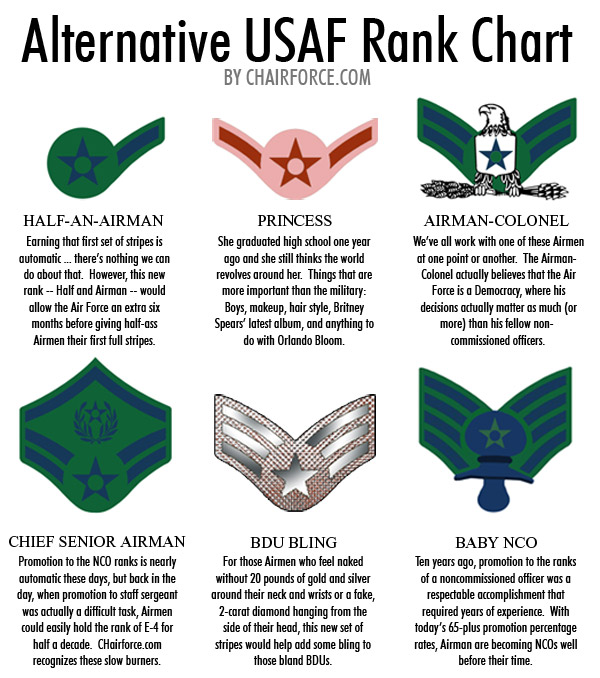 Alternative USAF Rank Chart
BY CHAIRFORCE.COM
HALF-AN-AIRMAN
Earning that first set of stripes is
automatic ... there's nothing we can
do about that.  However, this new
rank -- Half and Airman -- would
allow the Air Force an extra six
months before giving half-ass
Airmen their first full stripes.
PRINCESS
She graduated high school one year
ago and she still thinks the world
revolves around her.  Things that are
more important than the military:
Boys, makeup, hair style, Britney
Spears' latest album, and anything to
do with Orlando Bloom.
AIRMAN-COLONEL
We've all work with one of these Airmen
at one point or another.  The Airman-
Colonel actually believes that the Air
Force is a Democracy, where his
decisions actually matter as much (or
more) than his fellow non-
commissioned officers.
CHIEF SENIOR AIRMAN
Promotion to the NCO ranks is nearly
automatic these days, but back in the
day, when promotion to staff sergeant
was actually a difficult task, Airmen
could easily hold the rank of E-4 for
half a decade.  CHairforce.com
recognizes these slow burners.
BDU BLING
For those Airmen who feel naked
without 20 pounds of gold and silver
around their neck and wrists or a fake,
2-carat diamond hanging from the
side of their head, this new set of
stripes would help add some bling to
those bland BDUs.
BABY NCO
Ten years ago, promotion to the ranks
of a noncommissioned officer was a
respectable accomplishment that
required years of experience.  With
today's 65-plus promotion percentage
rates, Airman are becoming NCOs well
before their time.